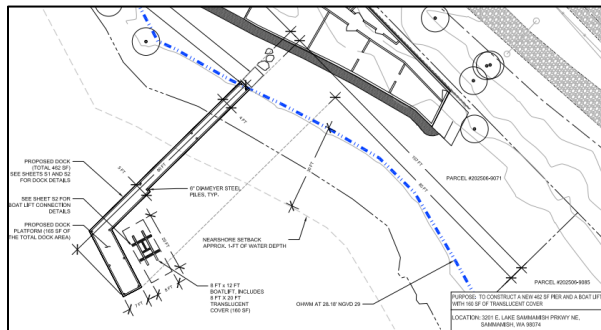 PROPOSED DOCK
(TOTAL 462 SF)
SEE SHEETS S1 AND S2
FOR DOCK DETAILS
SEE SHEET S2 FOR
BOAT LIFT CONNECTION
DETAILS
PROPOSED DOCK
PLATFORM (160 SF OF
THE TOTAL DOCK AREA)
6" DIAMEYER STEEL
PILES, TYP.
NEARSHORE SETBACK
APPROX. 1-FT OF WATER DEPTH
8 FT x 12 FT
BOATLIFT, INCLUDES
8 FT X 20 FT
TRANSLUCENT
COVER (160 SF)
OHWM AT 28.18' NGVD 29
PARCEL #202506-9071
PARCEL #202506-9085
PURPOSE: TO CONSTRUCT A NEW 462 SF PIER AND A BOAT LIFT
WITH 160 SF OF TRANSLUCENT COVER
LOCATION: 3201 E. LAKE SAMMAMISH PRKWY NE,
SAMMAMISH, WA 98074